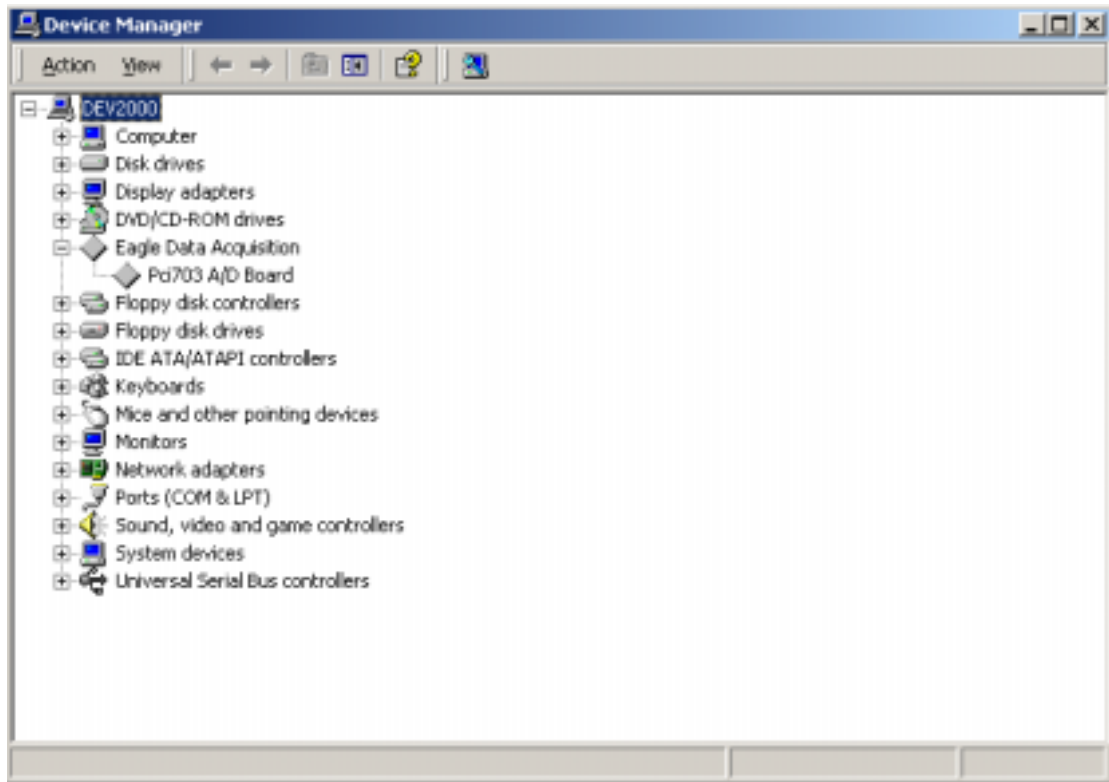 Device Manager
Action View
DEV2000
Computer
Disk drives
Display adapters
DVD/CD-ROM drives
Eagle Data Acquisition
Pci703 A/D Board
Floppy disk controllers
Floppy disk drives
IDE ATA/ATAPI controllers
Keyboards
Mice and other pointing devices
Monitors
Network adapters
Ports (COM & LPT)
Sound, video and game controllers
System devices
Universal Serial Bus controllers